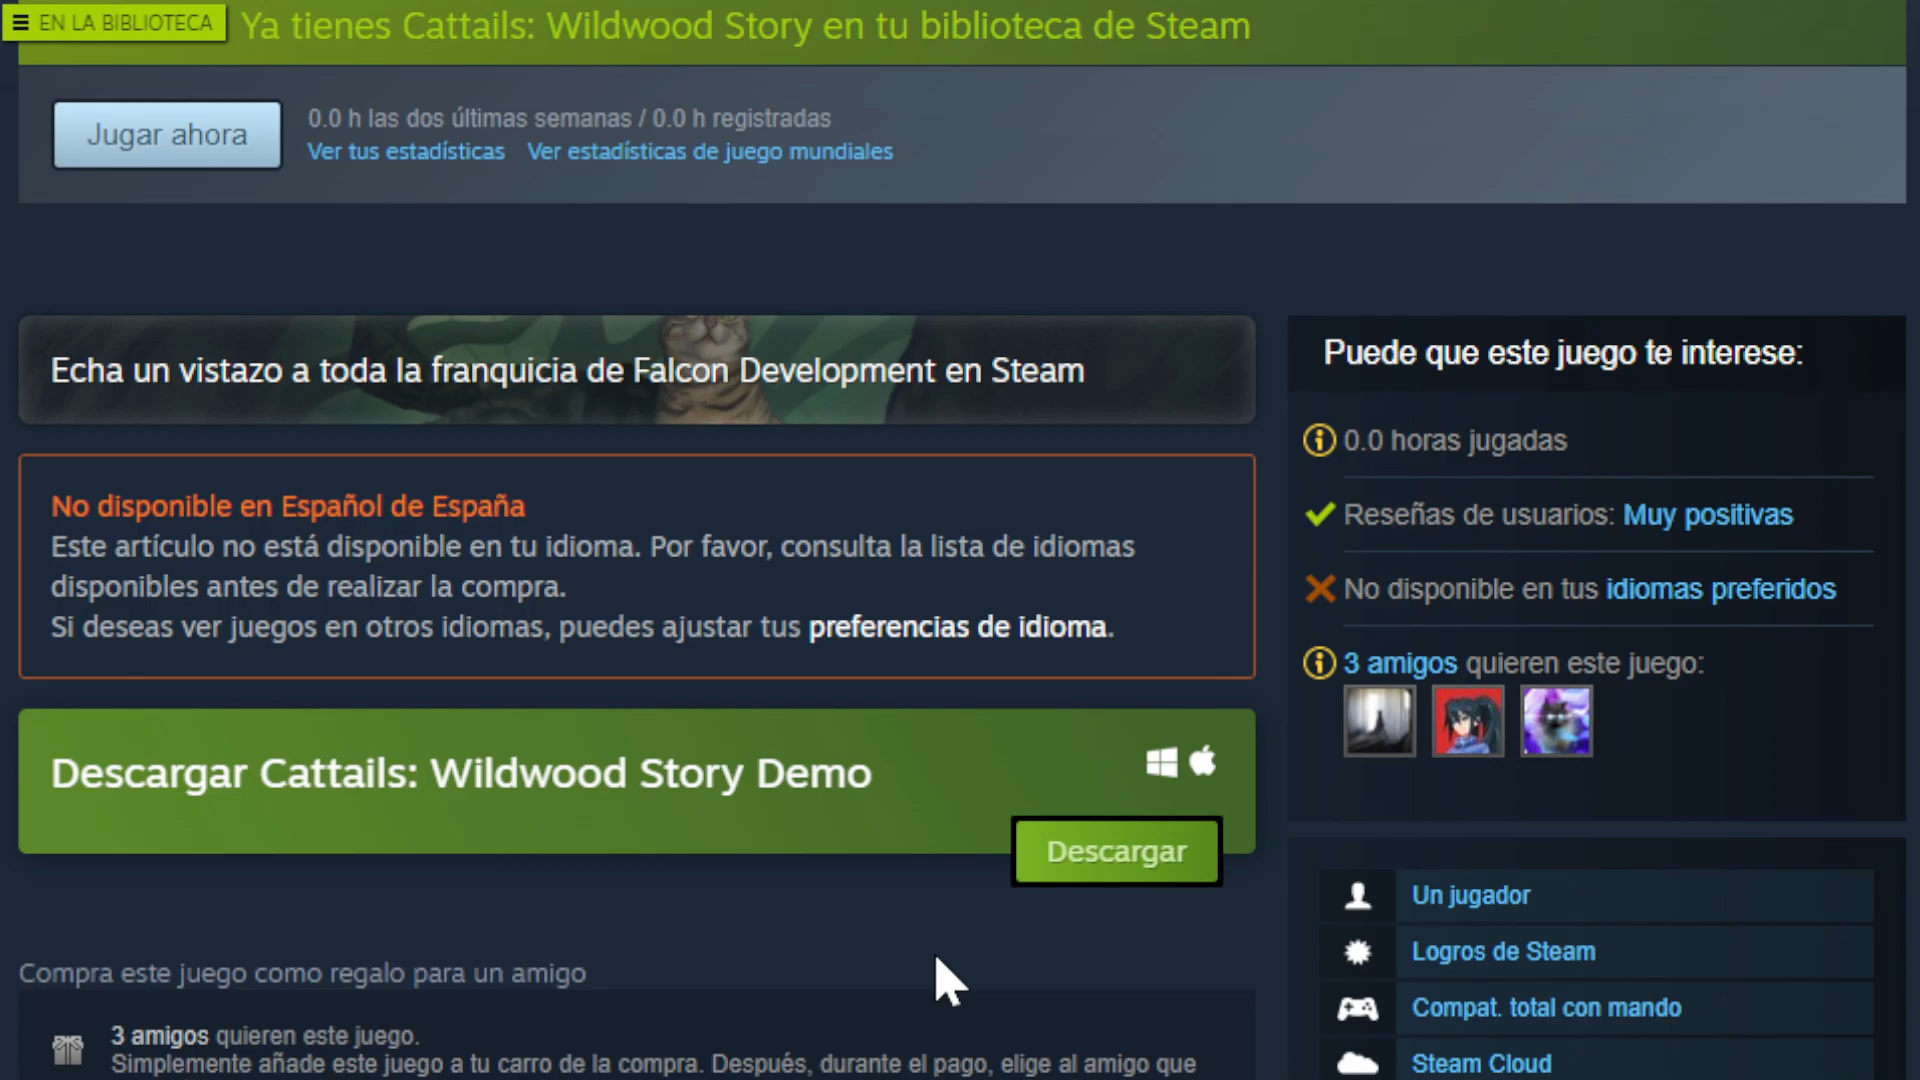 EN LA BIBLIOTECA
Ya tienes Cattails: Wildwood Story en tu biblioteca de Steam
Jugar ahora
0.0 h las dos últimas semanas / 0.0 h registradas
Ver tus estadísticas Ver estadísticas de juego mundiales
Echa un vistazo a toda la franquicia de Falcon Development en Steam
No disponible en Español de España
Este artículo no está disponible en tu idioma. Por favor, consulta la lista de idiomas
disponibles antes de realizar la compra.
Si deseas ver juegos en otros idiomas, puedes ajustar tus preferencias de idioma.
Descargar Cattails: Wildwood Story Demo
Descargar
Compra este juego como regalo para un amigo
3 amigos quieren este juego.
Simplemente añade este juego a tu carro de la compra. Después, durante el pago, elige al amigo que
Puede que este juego te interese:
0.0 horas jugadas
Reseñas de usuarios: Muy positivas
No disponible en tus idiomas preferidos
3 amigos quieren este juego:
Un jugador
Logros de Steam
Compat. total con mando
Steam Cloud